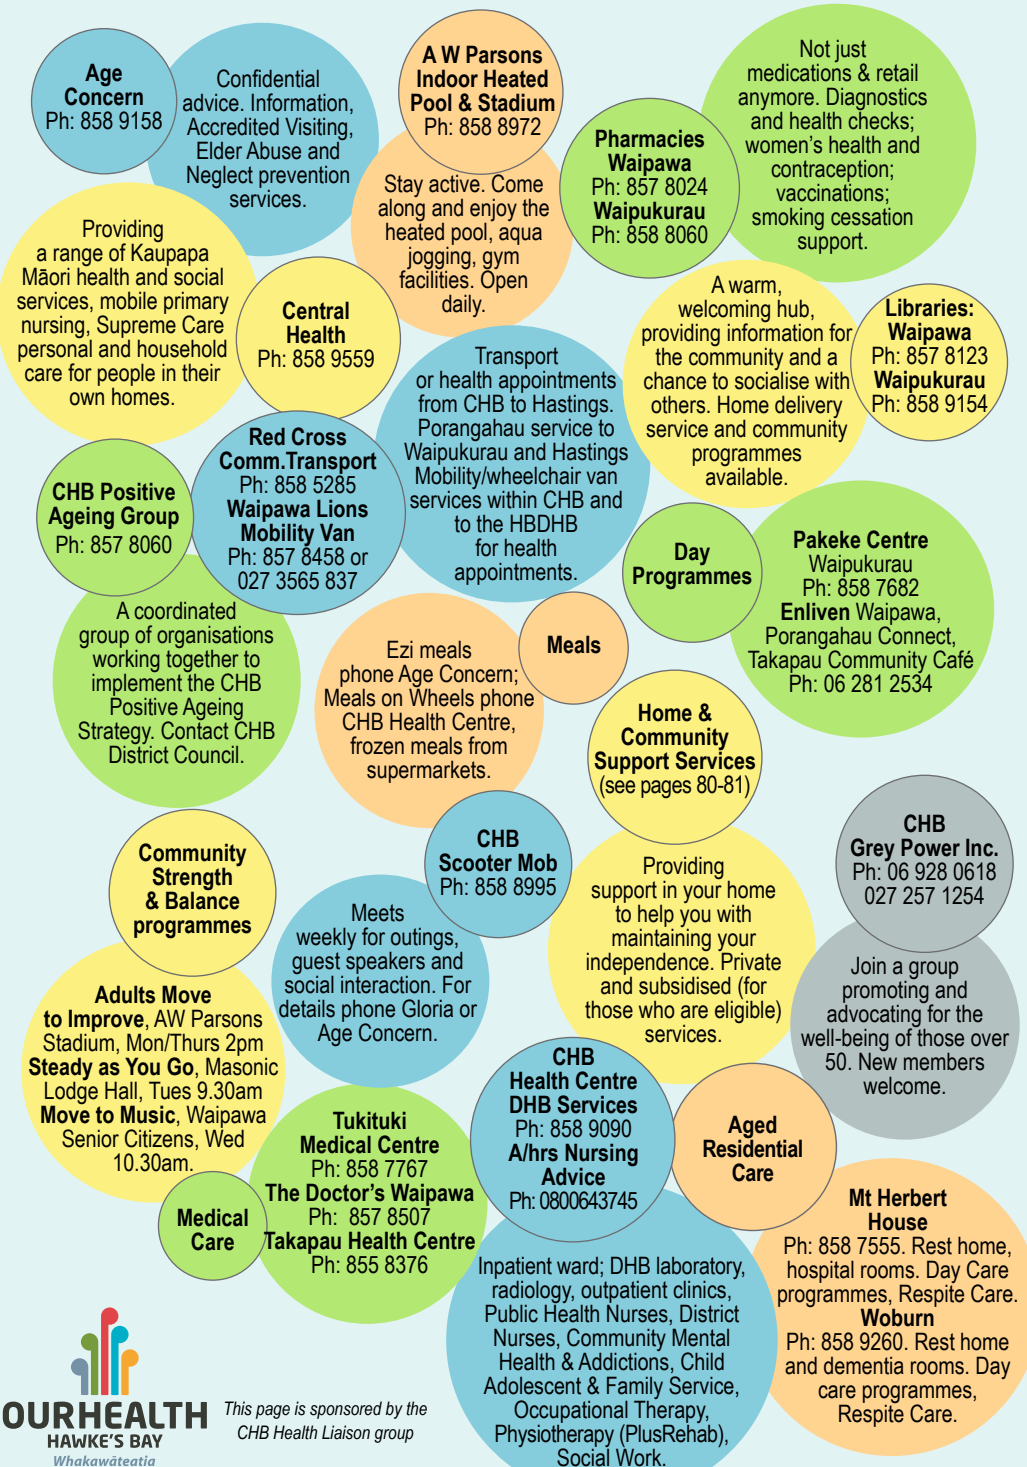 Age
Concern
Ph: 858 9158
Confidential
advice. Information,
Accredited Visiting,
Elder Abuse and
Neglect prevention
services.
A W Parsons
Indoor Heated
Pool & Stadium
Ph: 858 8972
Stay active. Come
along and enjoy the
heated pool, aqua
jogging, gym
facilities. Open
daily.
Pharmacies
Waipawa
Ph: 857 8024
Waipukurau
Ph: 858 8060
Not just
medications & retail
anymore. Diagnostics
and health checks;
women's health and
contraception;
vaccinations;
smoking cessation
support.
Providing
a range of Kaupapa
Māori health and social
services, mobile primary
nursing, Supreme Care
personal and household
care for people in their
own homes.
Central
Health
Ph: 858 9559
Transport
or health appointments
from CHB to Hastings.
Porangahau service to
Waipukurau and Hastings
Mobility/wheelchair van
services within CHB and
to the HBDHB
for health
appointments.
A warm,
welcoming hub,
providing information for
the community and a
chance to socialise with
others. Home delivery
service and community
programmes
available.
Libraries:
Waipawa
Ph: 857 8123
Waipukurau
Ph: 858 9154
CHB Positive
Ageing Group
Ph: 857 8060
Red Cross
Comm.Transport
Ph: 858 5285
Waipawa Lions
Mobility Van
Ph: 857 8458 or
027 3565 837
Day
Programmes
Pakeke Centre
Waipukurau
Ph: 858 7682
Enliven Waipawa,
Porangahau Connect,
Takapau Community Café
Ph: 06 281 2534
A coordinated
group of organisations
working together to
implement the CHB
Positive Ageing
Strategy. Contact CHB
District Council.
Ezi meals
phone Age Concern;
Meals on Wheels phone
CHB Health Centre,
frozen meals from
supermarkets.
Meals
Home &
Community
Support Services
(see pages 80-81)
Community
Strength
& Balance
programmes
CHB
Scooter Mob
Ph: 858 8995
Meets
weekly for outings,
guest speakers and
social interaction. For
details phone Gloria or
Age Concern.
Providing
support in your home
to help you with
maintaining your
independence. Private
and subsidised (for
those who are eligible)
services.
CHB
Grey Power Inc.
Ph: 06 928 0618
027 257 1254
Join a group
promoting and
advocating for the
well-being of those over
50. New members
welcome.
Adults Move
to Improve, AW Parsons
Stadium, Mon/Thurs 2pm
Steady as You Go, Masonic
Lodge Hall, Tues 9.30am
Move to Music, Waipawa
Senior Citizens, Wed
10.30am.
Medical
Care
Tukituki
Medical Centre
Ph: 858 7767
The Doctor's Waipawa
Ph: 857 8507
Takapau Health Centre
Ph: 855 8376
CHB
Health Centre
DHB Services
Ph: 858 9090
A/hrs Nursing
Advice
Ph: 0800643745
Inpatient ward; DHB laboratory,
radiology, outpatient clinics,
Public Health Nurses, District
Nurses, Community Mental
Health & Addictions, Child
Adolescent & Family Service,
Occupational Therapy,
Physiotherapy (PlusRehab),
Social Work.
Aged
Residential
Care
Mt Herbert
House
Ph: 858 7555. Rest home,
hospital rooms. Day Care
programmes, Respite Care.
Woburn
Ph: 858 9260. Rest home
and dementia rooms. Day
care programmes,
Respite Care.
OURHEALTH
HAWKE'S BAY
Whakawāteatia
This page is sponsored by the
CHB Health Liaison group